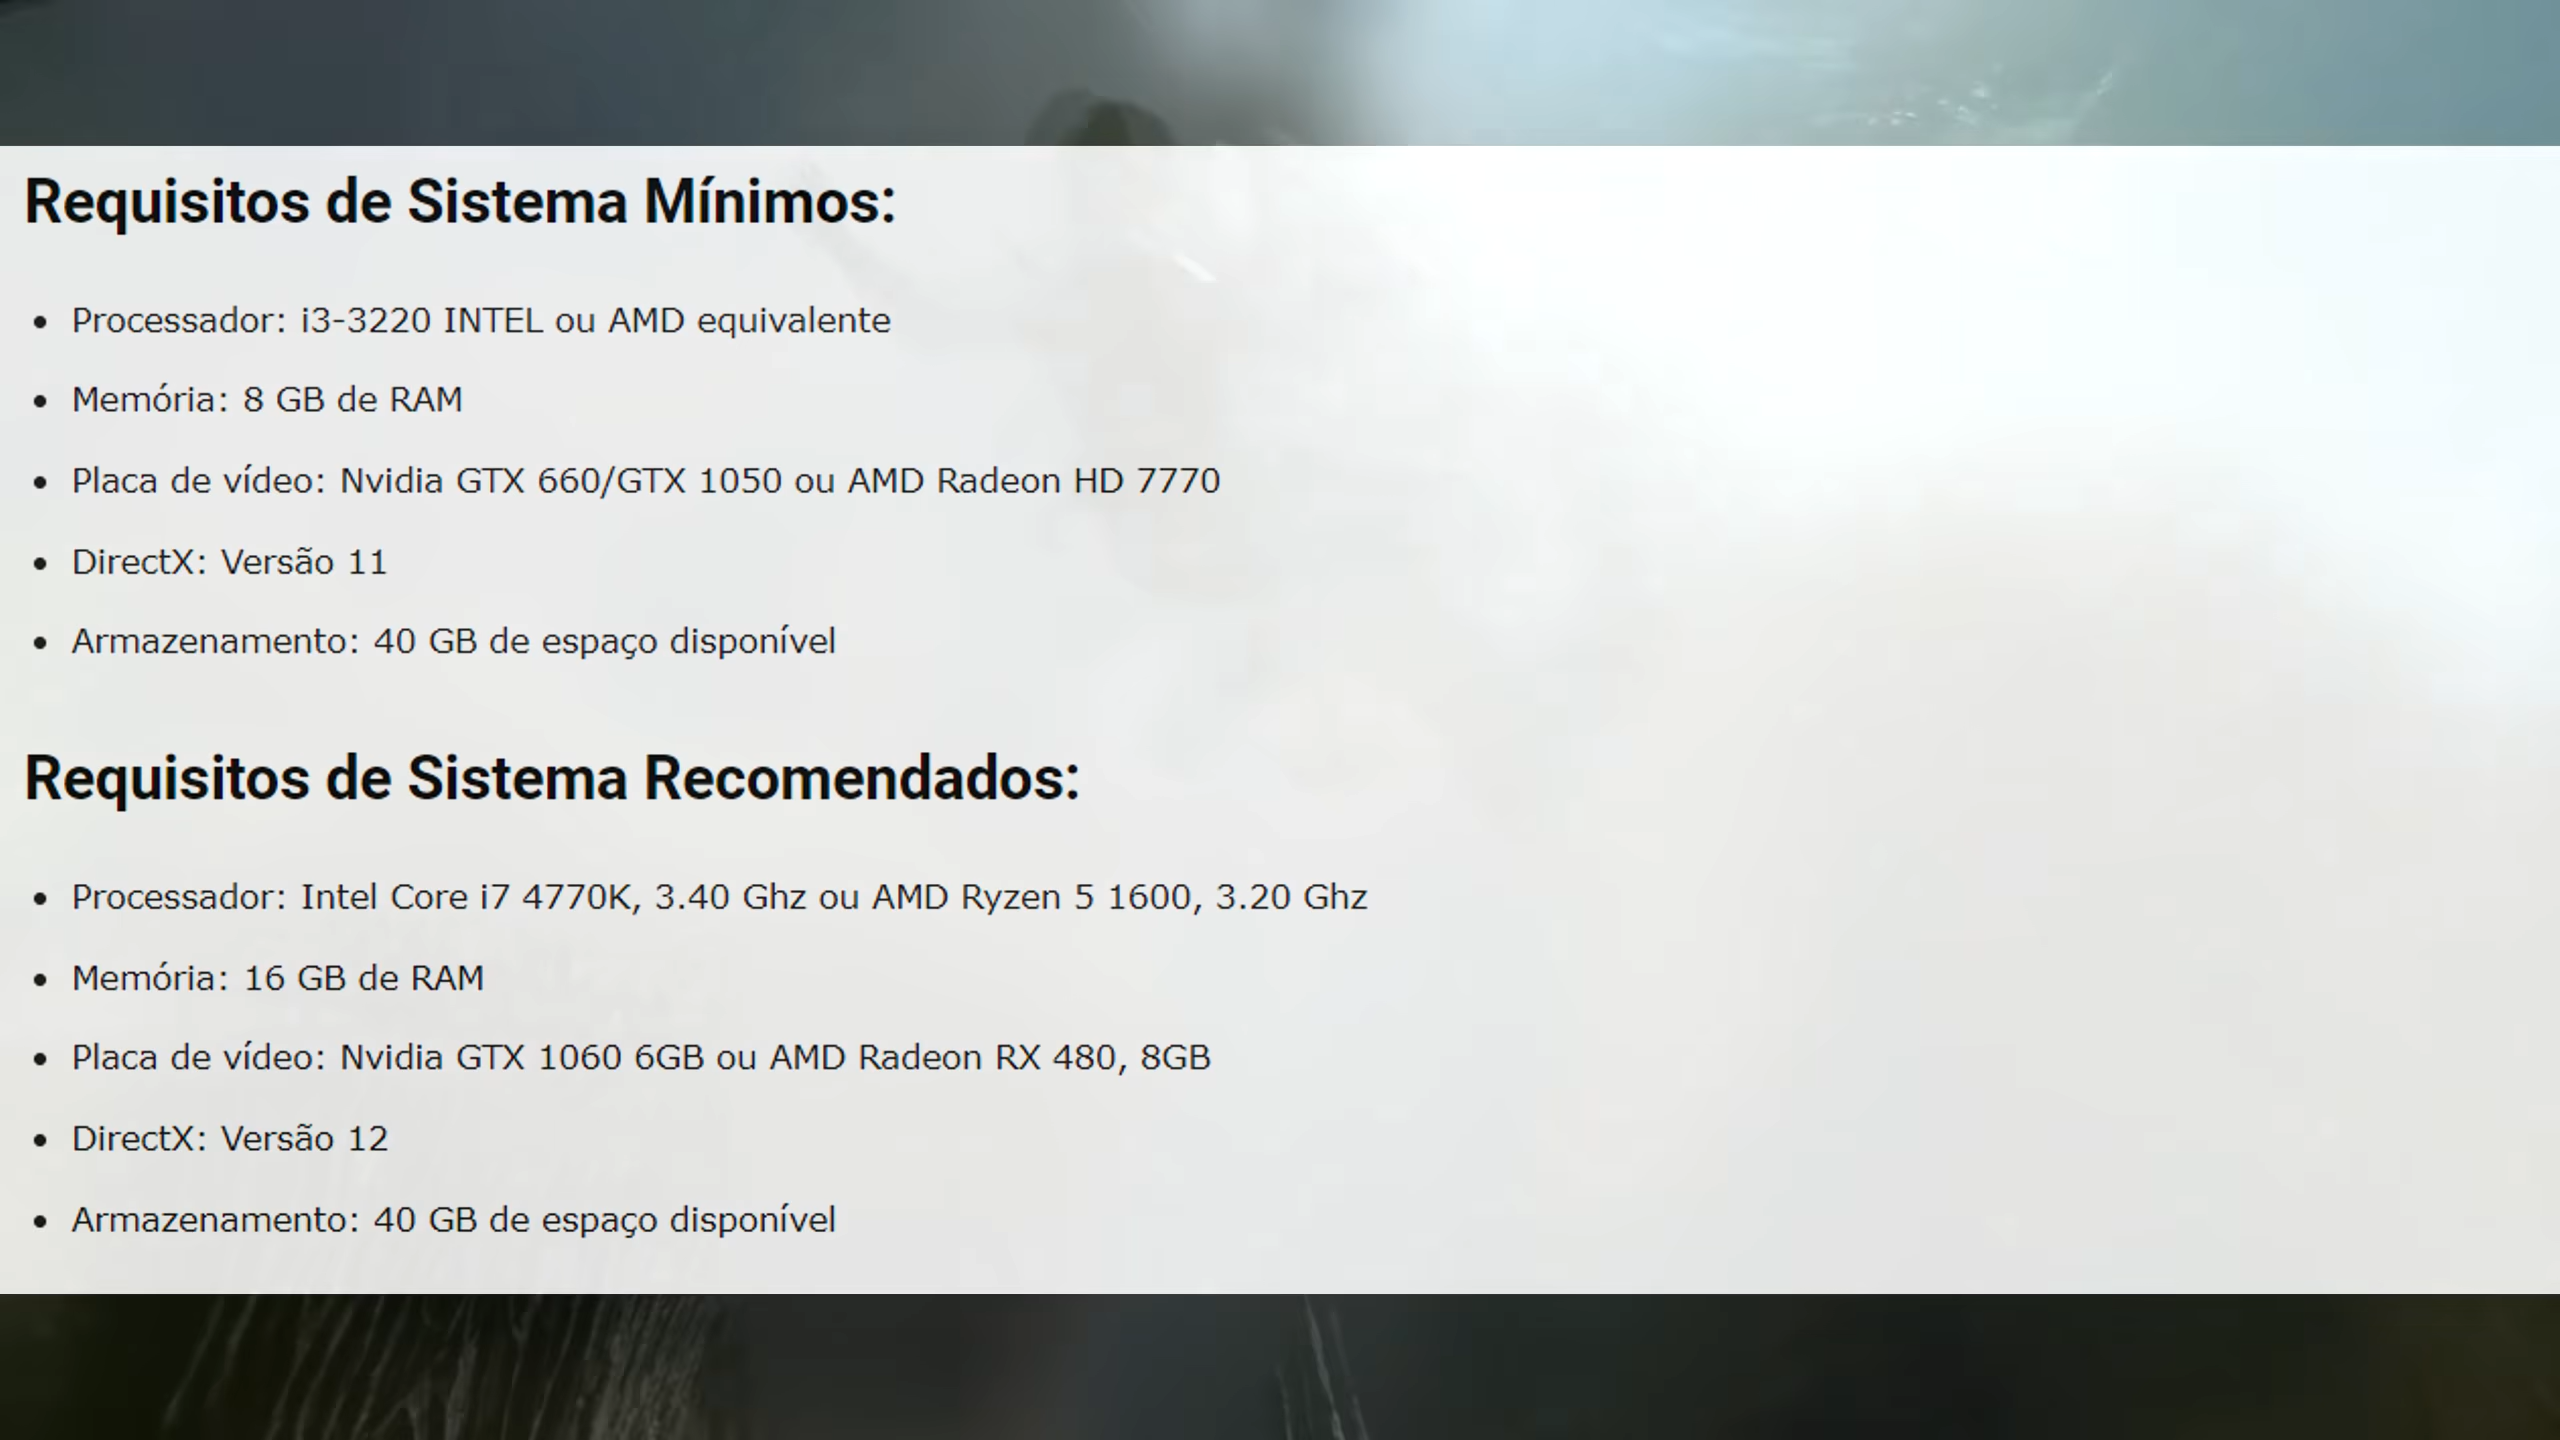 Requisitos de Sistema Mínimos:
• Processador: i3-3220 INTEL ou AMD equivalente
• Memória: 8 GB de RAM
• Placa de vídeo: Nvidia GTX 660/GTX 1050 ou AMD Radeon HD 7770
• DirectX: Versão 11
• Armazenamento: 40 GB de espaço disponível
Requisitos de Sistema Recomendados:
• Processador: Intel Core i7 4770K, 3.40 Ghz ou AMD Ryzen 5 1600, 3.20 Ghz
• Memória: 16 GB de RAM
• Placa de vídeo: Nvidia GTX 1060 6GB ou AMD Radeon RX 480, 8GB
• DirectX: Versão 12
• Armazenamento: 40 GB de espaço disponível